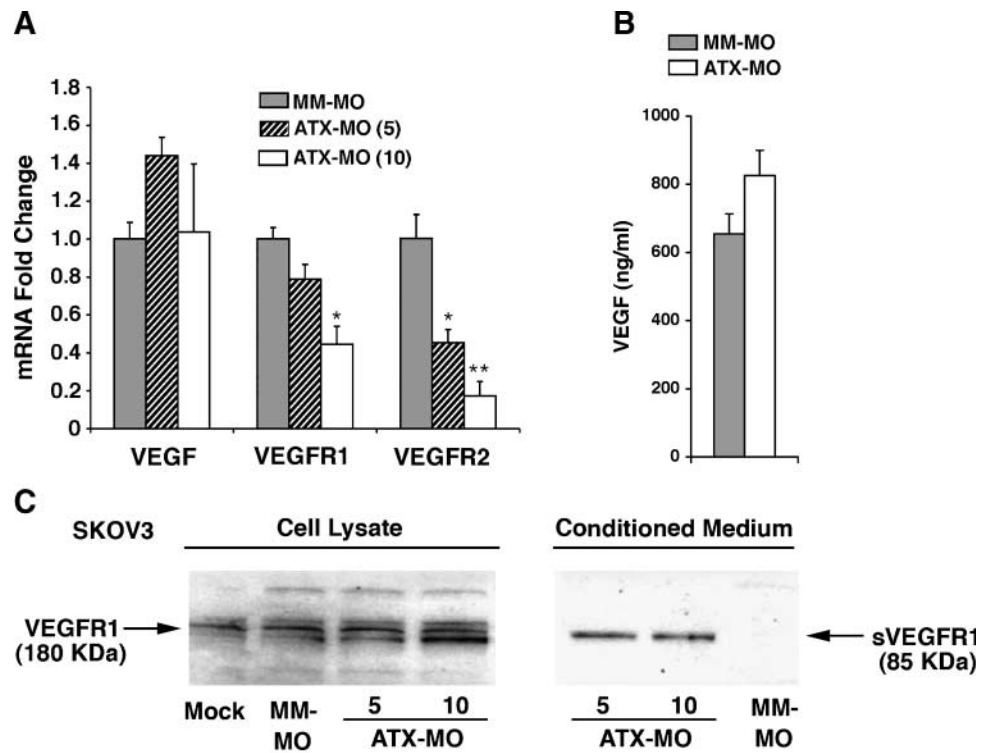 A
1.8
1.6
1.4
1.2
1.0
0.8
0.6
0.4
0.2
0
mRNA Fold Change
MM-MO
ATX-MO (5)
ATX-MO (10)
*
*
**
VEGF
VEGFR1
VEGFR2
B
MM-MO
ATX-MO
1000
800
600
400
200
0
VEGF (ng/ml)
C
SKOV3
Cell Lysate
Conditioned Medium
VEGFR1
(180 KDa)
sVEGFR1
(85 KDa)
Mock
MM-
MO
5
10
ATX-MO
5
10
ATX-MO
MM-
MO